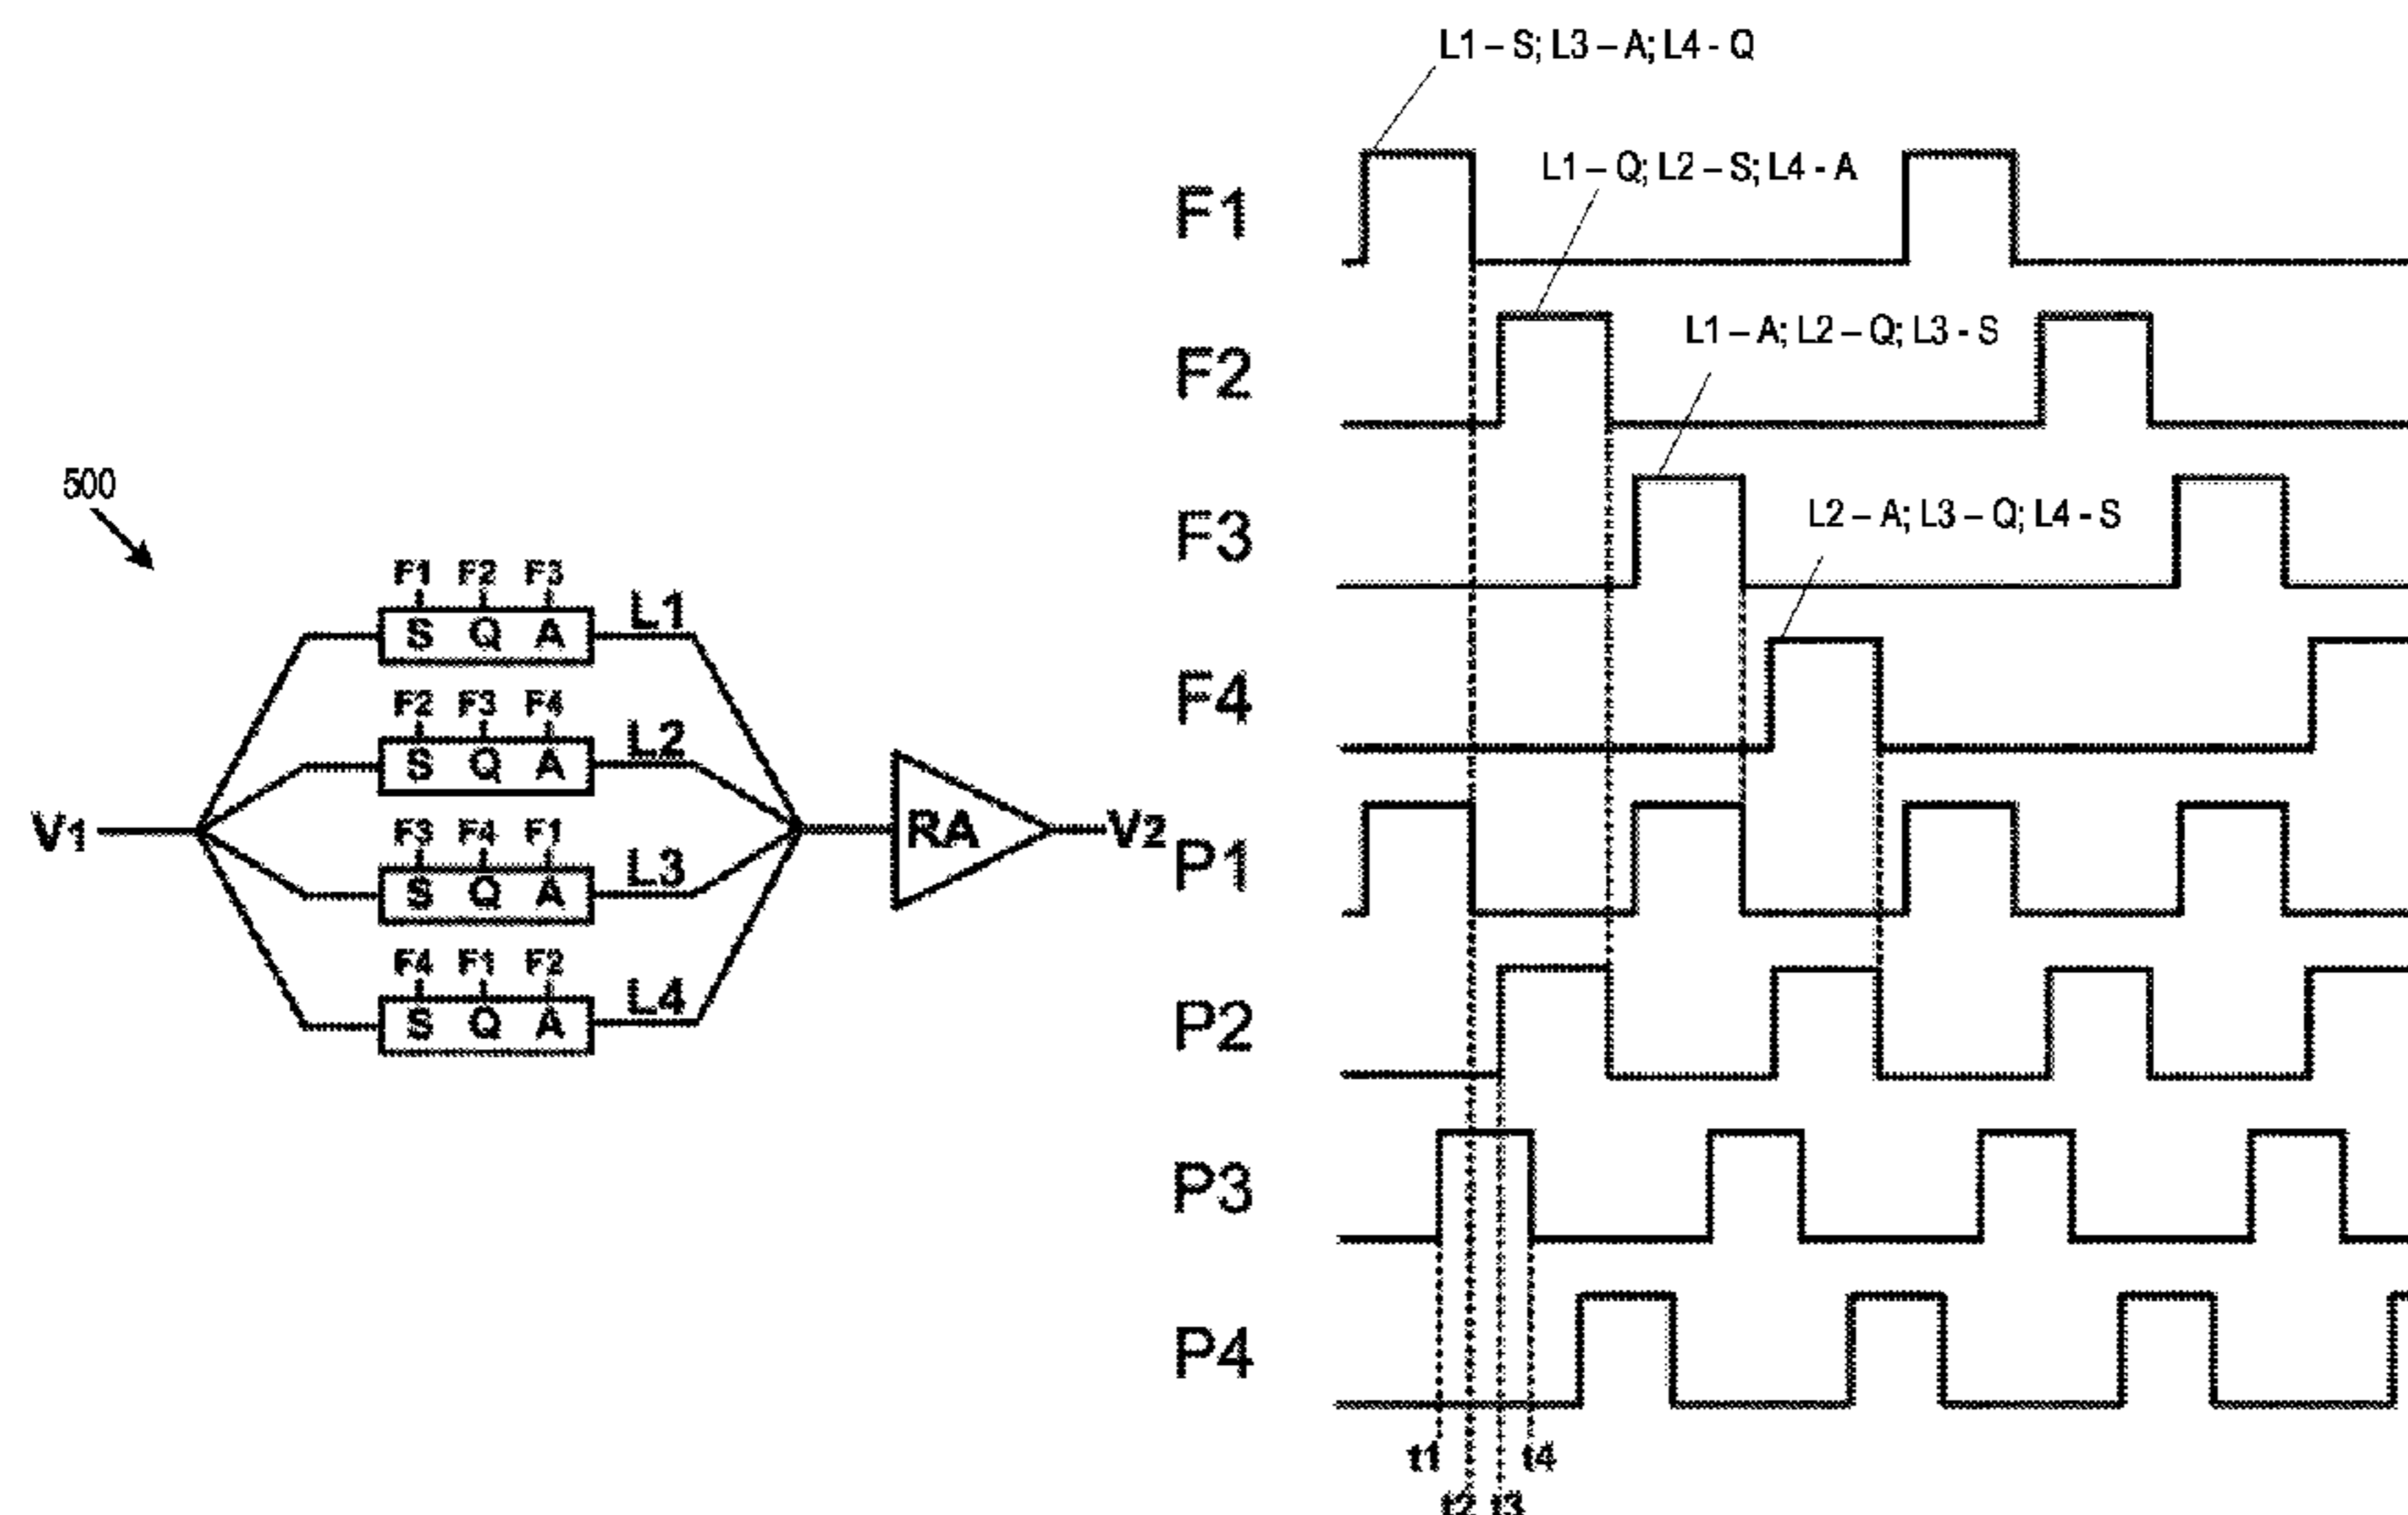 500
F1 F2 F3
S Q A
L1
F2 F3 F4
S Q A
L2
F3 F4 F1
S Q A
L3
F4 F1 F2
S Q A
L4
V1
RA
V2
L1 – S; L3 – A; L4 - Q
F1
L1 – Q; L2 – S; L4 - A
F2
L1 – A; L2 – Q; L3 - S
F3
L2 – A; L3 – Q; L4 - S
F4
P1
P2
P3
P4
t1
t4
t2 t3